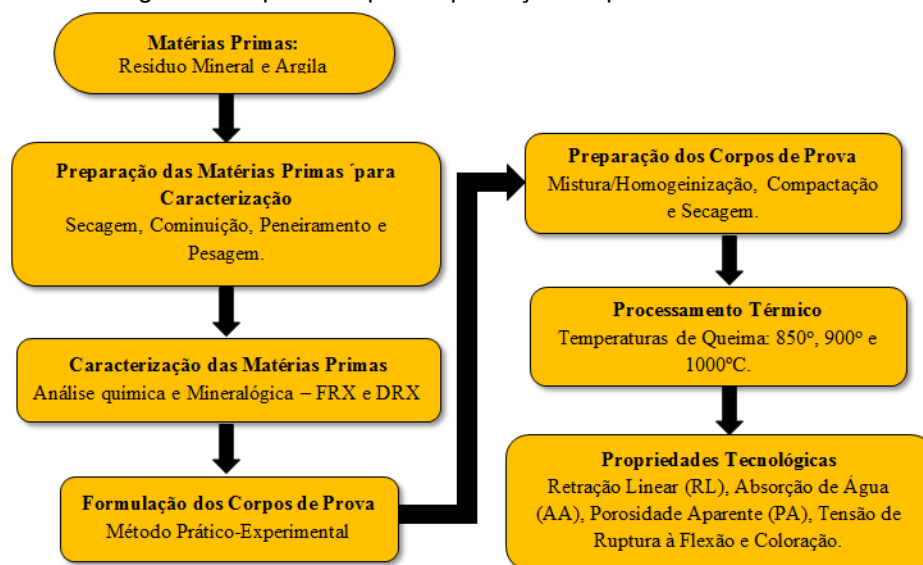 Matérias Primas:
Resíduo Mineral e Argila
Preparação das Matérias Primas ´para
Caracterização
Secagem, Cominuição, Peneiramento e
Pesagem.
Caracterização das Matérias Primas
Análise química e Mineralógica – FRX e DRX
Formulação dos Corpos de Prova
Método Prático-Experimental
Preparação dos Corpos de Prova
Mistura/Homogeinização, Compactação
e Secagem.
Processamento Térmico
Temperaturas de Queima: 850º, 900º e
1000ºC.
Propriedades Tecnológicas
Retração Linear (RL), Absorção de Água
(AA), Porosidade Aparente (PA), Tensão de
Ruptura à Flexão e Coloração.